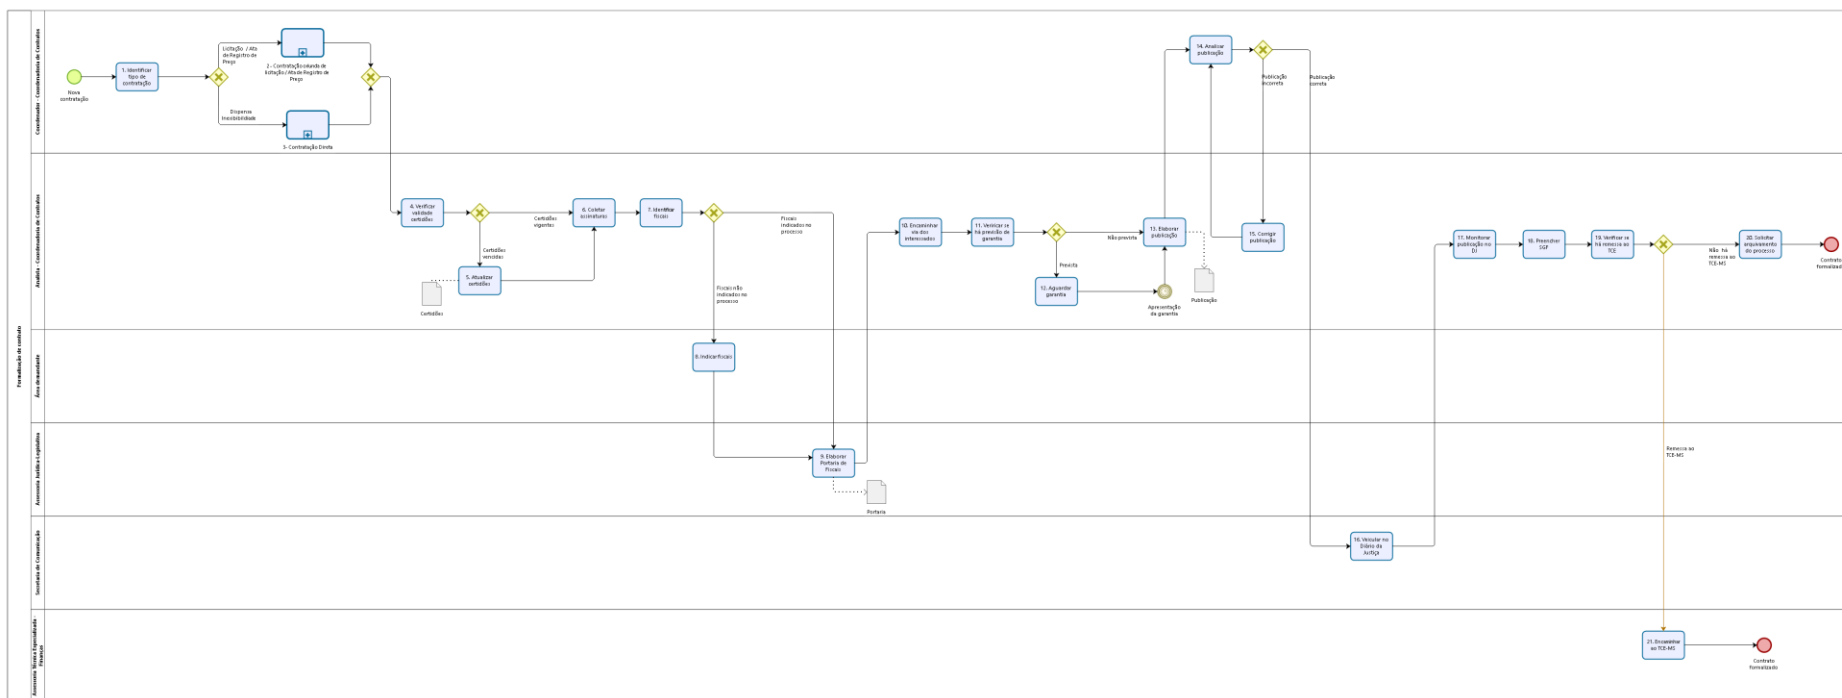 Formalização de contrato
Coordenador - Coordenadoria de Contratos
Nova
contratação
1. Identificar
tipo de
contratação
Licitação / Ata
de Registro de
Preço
2 - Contratação oriunda de
licitação / Ata de Registro de
Preço
Dispensa
Inexibilidade
3- Contratação Direta
14. Analisar
publicação
Publicação
incorreta
Publicação
correta
Analista - Coordenadoria de Contratos
4. Verificar
validade
certidões
Certidões
vigentes
Certidões
vencidas
5. Atualizar
certidões
Certidões
6. Coletar
assinaturas
7. Identificar
fiscais
Fiscais
indicados no
processo
Fiscais não
indicados no
processo
10. Encaminhar
via dos
interessados
11. Verificar se
há previsão de
garantia
Não prevista
Prevista
12. Aguardar
garantia
Apresentação
da garantia
13. Elaborar
publicação
Publicação
15. Corrigir
publicação
17. Monitorar
publicação no
DJ
18. Preencher
SGF
19. Verificar se
há remessa ao
TCE
Não há
remessa ao
TCE-MS
20. Solicitar
arquivamento
do processo
Contrato
formalizado
Área demandante
8. Indicar fiscais
Assessoria Jurídica-Legislativa
9. Elaborar
Portaria de
Fiscais
Portaria
Remessa ao
TCE-MS
Secretaria de Comunicação
16. Veicular no
Diário da
Justiça
Assessoria Técnica Especializada -
Finanças
21. Encaminhar
ao TCE-MS
Contrato
formalizado